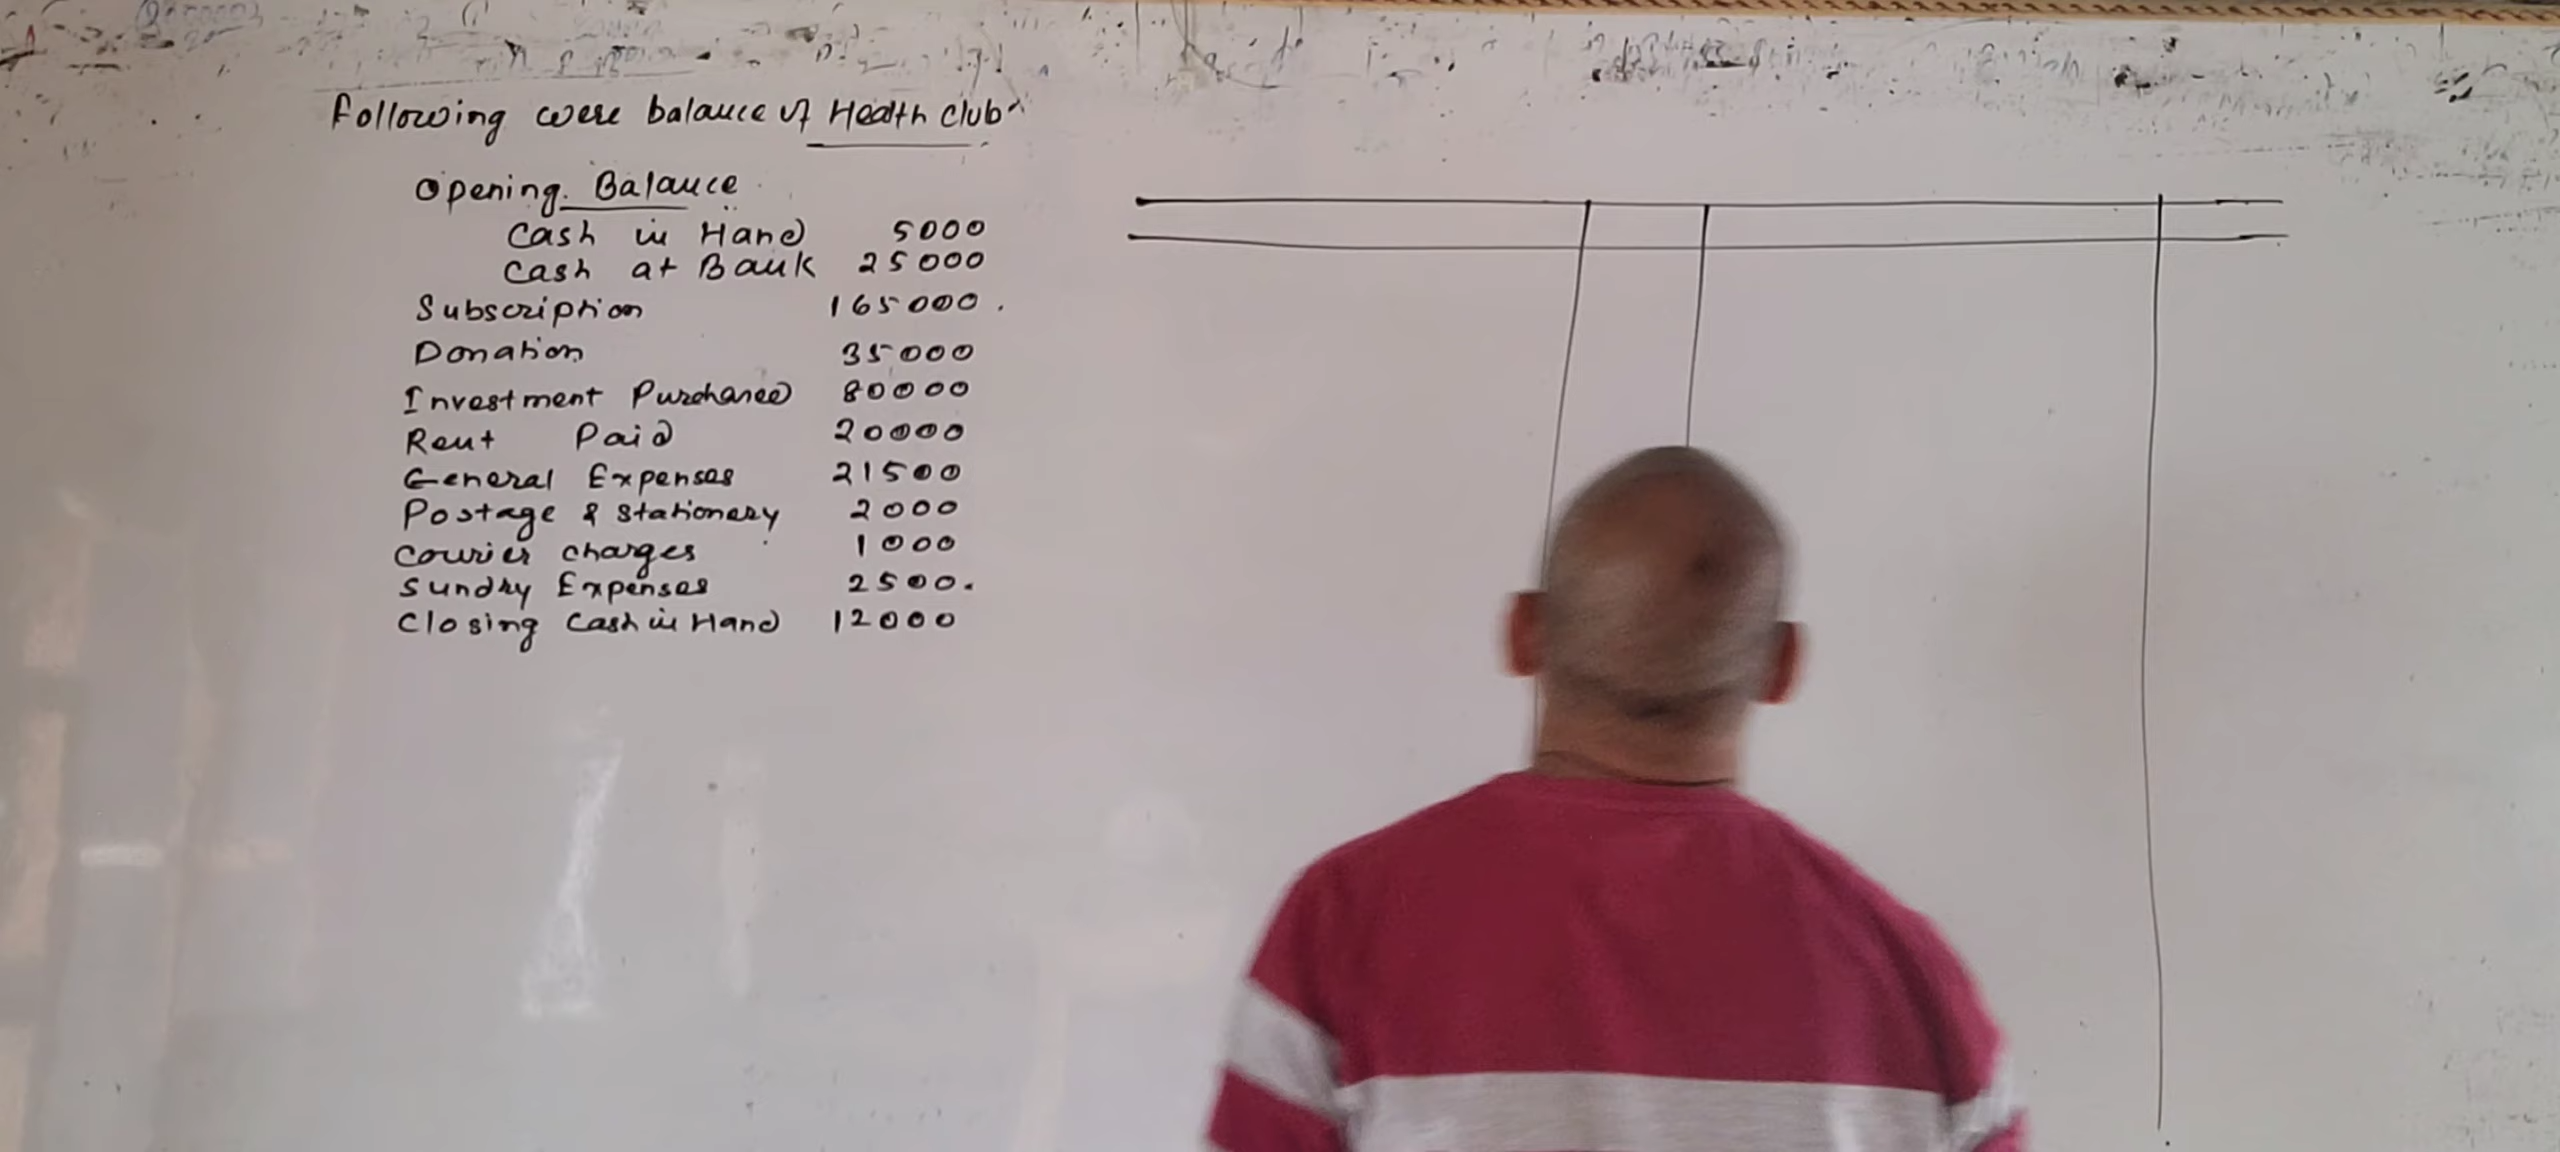 Following were balance of Health Club
Opening Balance
Cash in Hand 5000
Cash at Bank 25000
Subscription 165000
Donation 35000
Investment Purchased 80000
Rent Paid 20000
General Expenses 21500
Postage & Stationery 2000
Courier charges 1000
Sundry Expenses 2500.
Closing Cash in Hand 12000